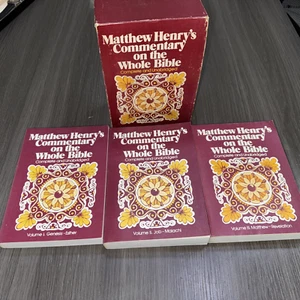 Matthew Henry's
Commentary
on the
Whole Bible
Complete and unabridged
Matthew Henry's
Commentary
on the
Whole Bible
Complete and unabridged
Volume I. Genesis-Esther
Matthew Henry's
Commentary
on the
Whole Bible
Complete and unabridged
Volume II. Job-Malachi
Matthew Henry's
Commentary
on the
Whole Bible
Complete and unabridged
Volume III. Matthew-Revelation